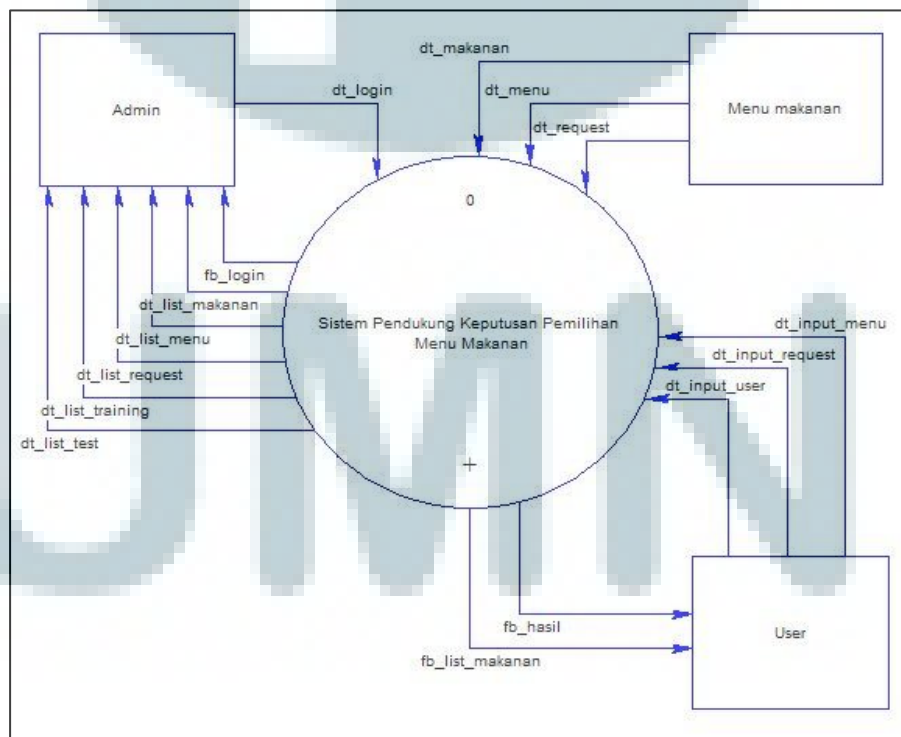 Admin
dt_login
dt_makanan
dt_menu
dt_request
Menu makanan
0
Sistem Pendukung Keputusan Pemilihan
Menu Makanan
+
fb_login
dt_list_makanan
dt_list_menu
dt_list_request
dt_list_training
dt_list_test
dt_input_menu
dt_input_request
dt_input_user
User
fb_hasil
fb_list_makanan
UMN